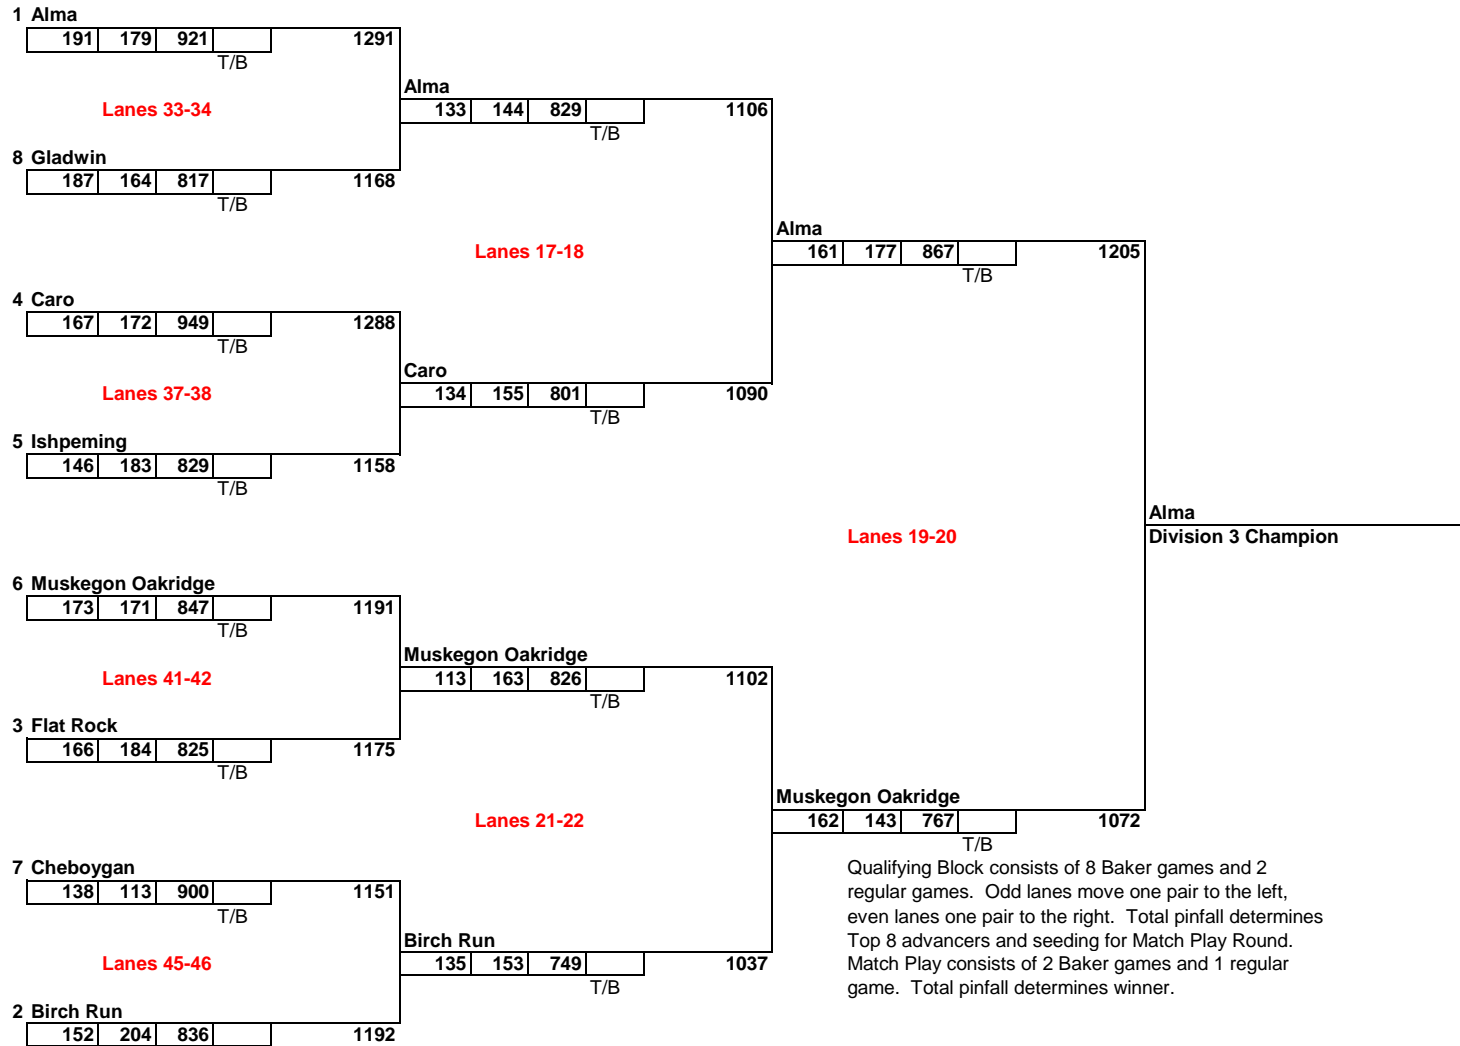 1 Alma
191 179 921 1291
T/B
Alma
Lanes 33-34 133 144 829 1106
T/B
8 Gladwin
187 164 817 1168
T/B
Alma
Lanes 17-18 161 177 867 1205
T/B
4 Caro
167 172 949 1288
T/B
Caro
Lanes 37-38 134 155 801 1090
T/B
5 Ishpeming
146 183 829 1158
T/B
Alma
Lanes 19-20 Division 3 Champion
6 Muskegon Oakridge
173 171 847 1191
T/B
Muskegon Oakridge
Lanes 41-42 113 163 826 1102
T/B
3 Flat Rock
166 184 825 1175
T/B
Muskegon Oakridge
Lanes 21-22 162 143 767 1072
T/B
7 Cheboygan Qualifying Block consists of 8 Baker games and 2
138 113 900 1151 regular games. Odd lanes move one pair to the left,
T/B even lanes one pair to the right. Total pinfall determines
Birch Run Top 8 advancers and seeding for Match Play Round.
Lanes 45-46 135 153 749 1037 Match Play consists of 2 Baker games and 1 regular
T/B game. Total pinfall determines winner.
2 Birch Run
152 204 836 1192